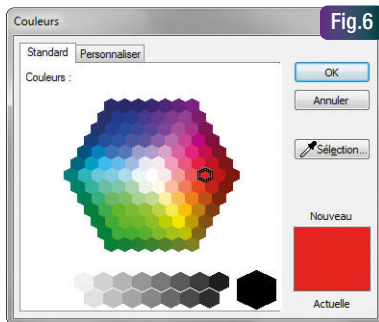 Couleurs
Fig.6
Standard
Personnaliser
Couleurs :
OK
Annuler
Sélection...
Nouveau
Actuelle